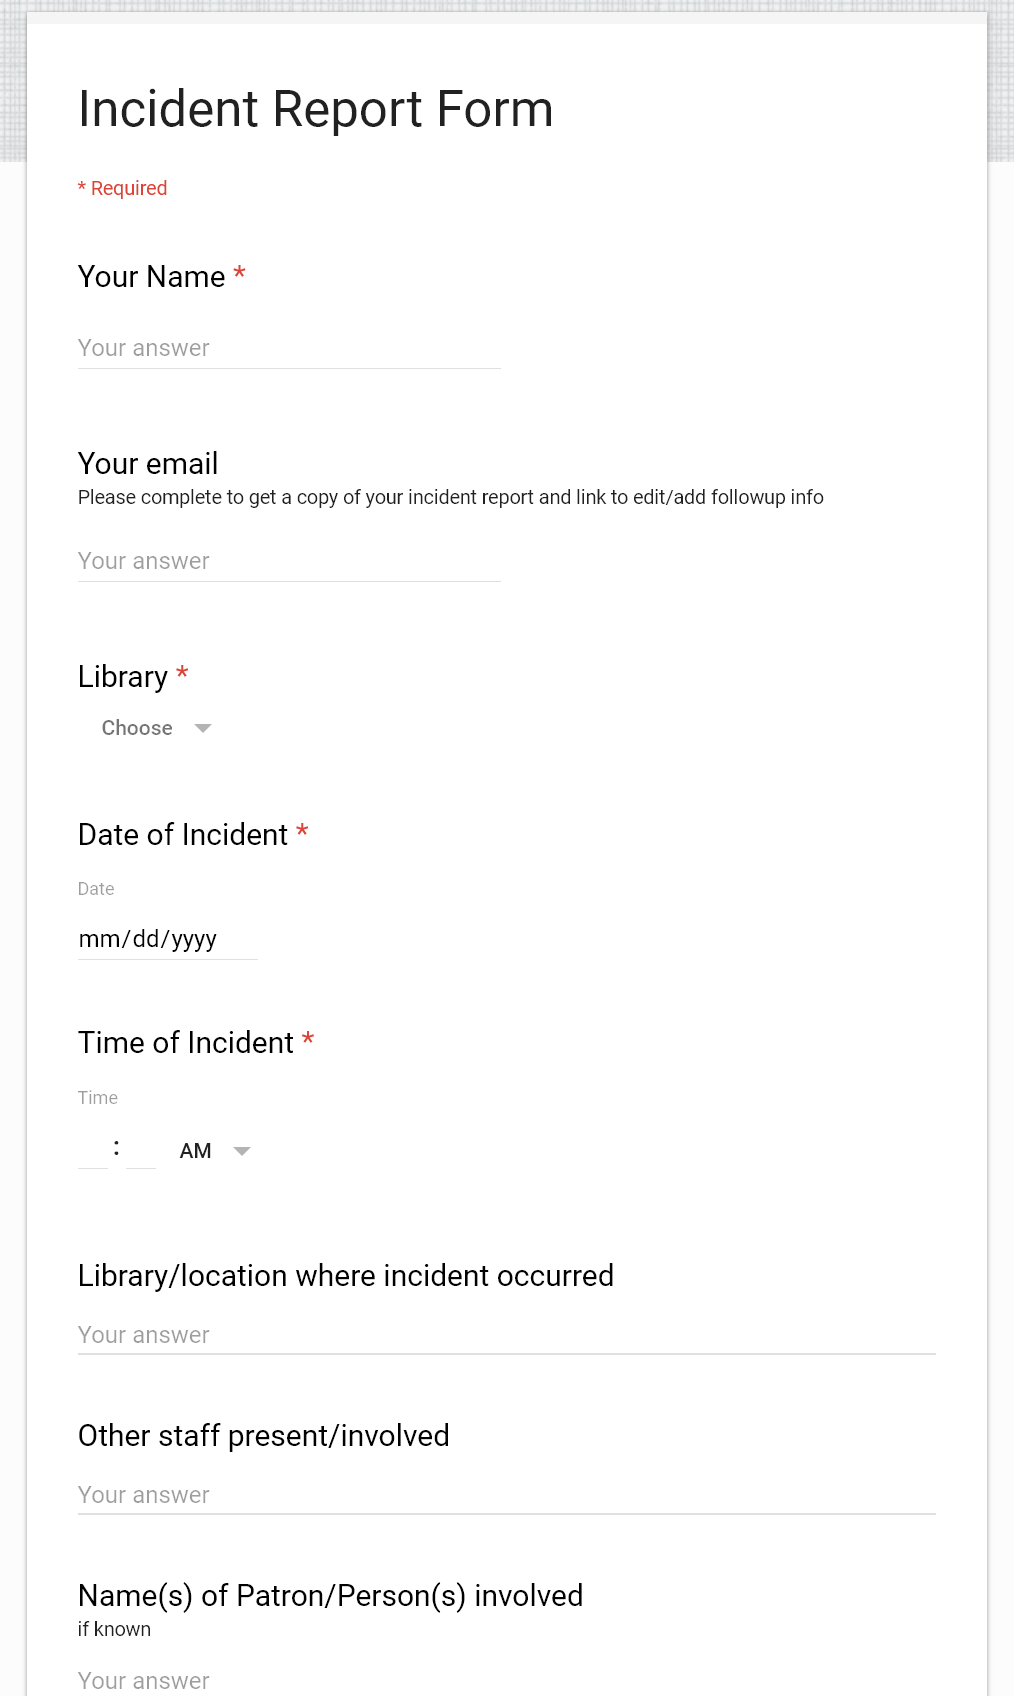 Incident Report Form
* Required
Your Name *
Your answer
Your email
Please complete to get a copy of your incident report and link to edit/add followup info
Your answer
Library *
Choose
Date of Incident *
Date
mm/dd/yyyy
Time of Incident *
Time
: AM
Library/location where incident occurred
Your answer
Other staff present/involved
Your answer
Name(s) of Patron/Person(s) involved
if known
Your answer